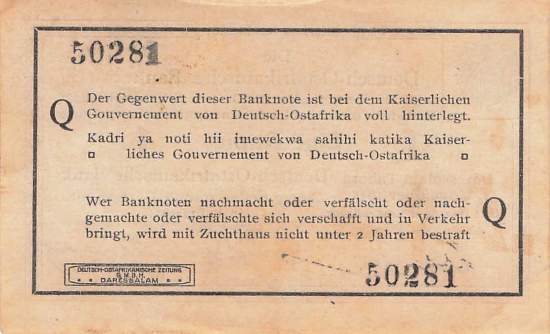 50281
Q
Der Gegenwert dieser Banknote ist bei dem Kaiserlichen
Gouvernement von Deutsch-Ostafrika voll hinterlegt.
Kadri ya noti hii imewekwa sahihi katika Kaiser-
liches Gouvernement von Deutsch-Ostafrika
Wer Banknoten nachmacht oder verfälscht oder nach-
gemachte oder verfälschte sich verschafft und in Verkehr
bringt, wird mit Zuchthaus nicht unter 2 Jahren bestraft
Q
DEUTSCH-OSTAFRIKANISCHE ZEITUNG
G.M.B.H.
DARESSALAM
50281